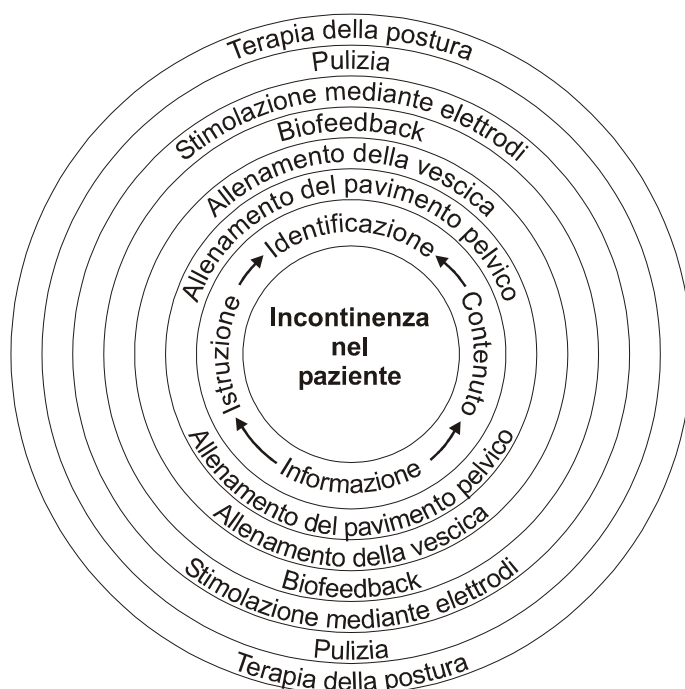 Terapia della postura
Pulizia
Stimolazione mediante elettrodi
Biofeedback
Allenamento della vescica
Allenamento del pavimento pelvico
Identificazione
Istruzione
Contenuto
Incontinenza
nel
paziente
Informazione
Allenamento del pavimento pelvico
Allenamento della vescica
Biofeedback
Stimolazione mediante elettrodi
Pulizia
Terapia della postura